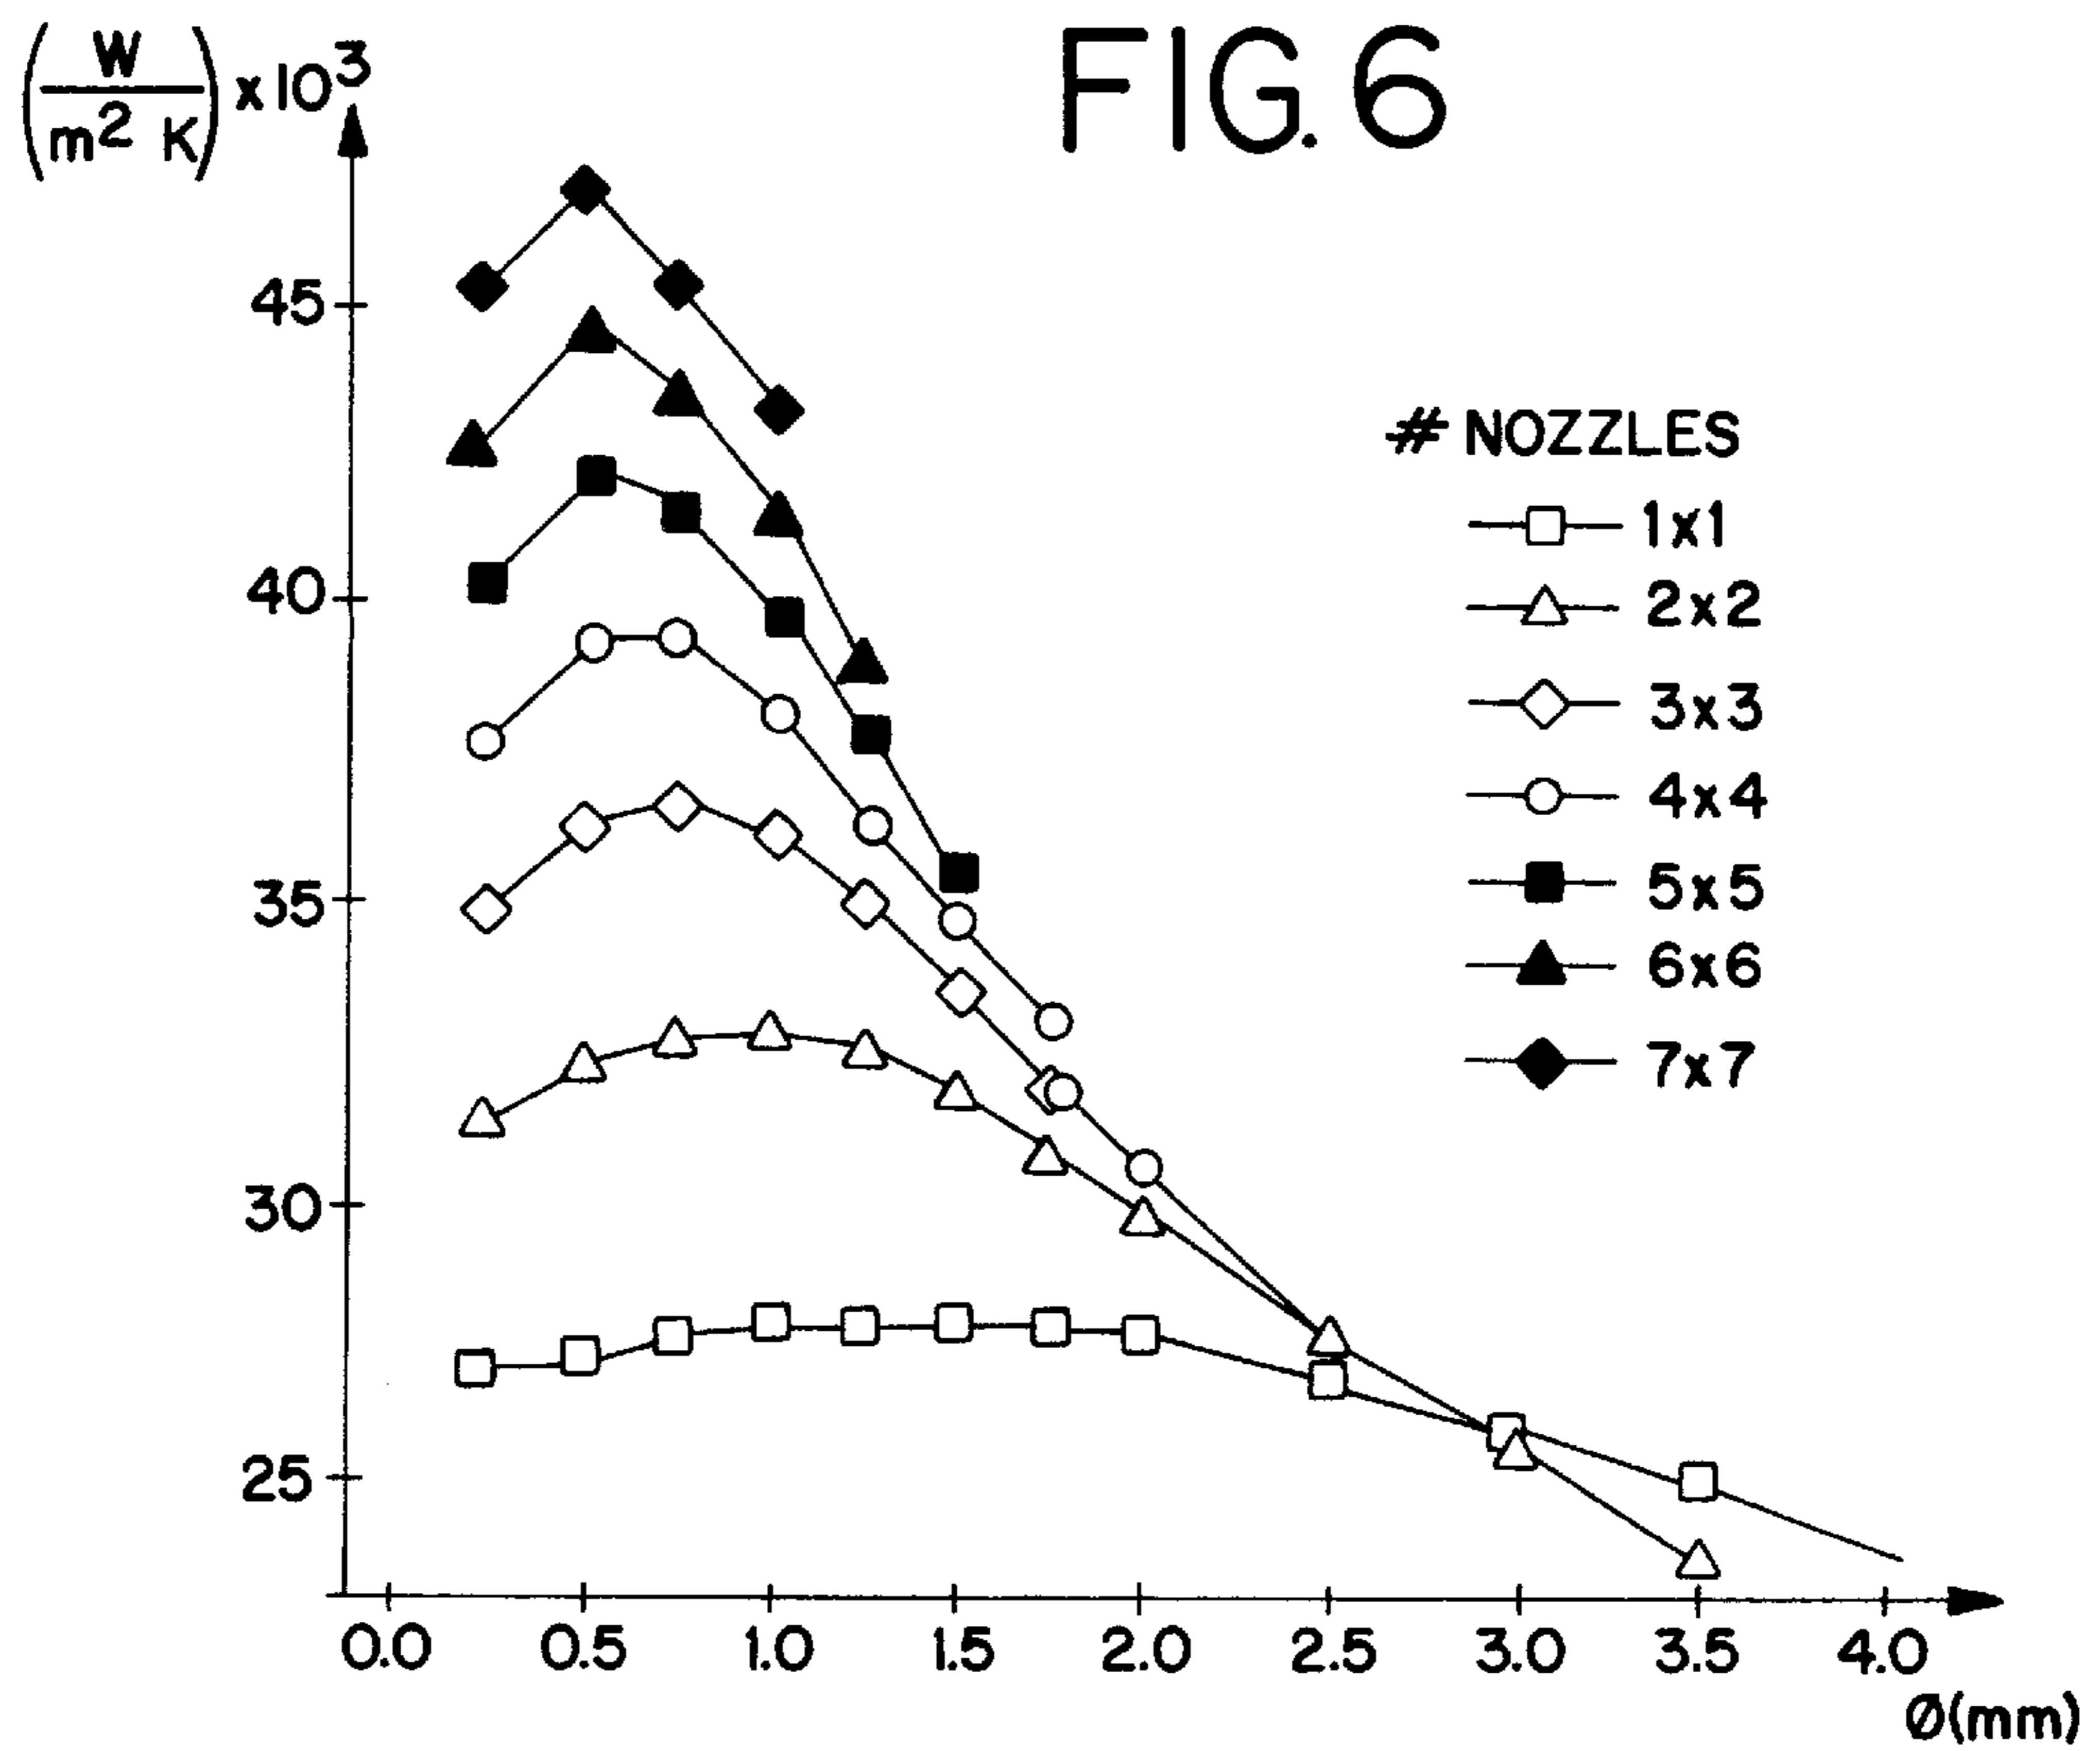 FIG. 6
(W/m² K) x10³
45
40
35
30
25
# NOZZLES
1x1
2x2
3x3
4x4
5x5
6x6
7x7
0.0 0.5 1.0 1.5 2.0 2.5 3.0 3.5 4.0
Ø(mm)